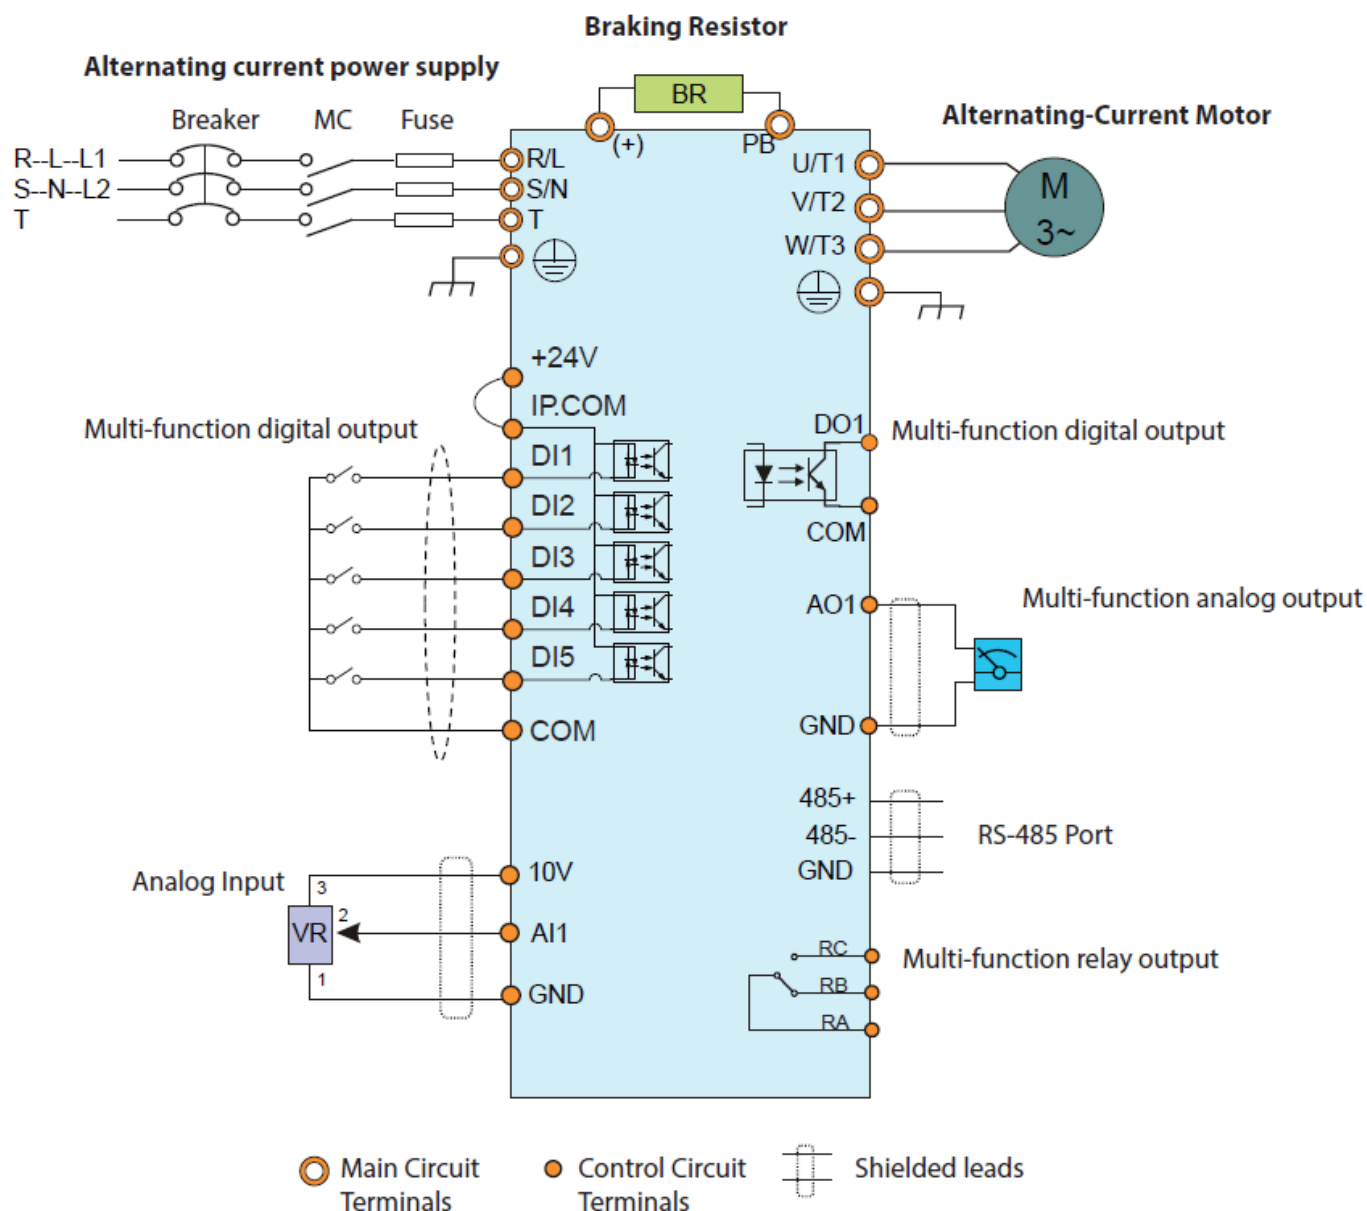 Braking Resistor
Alternating current power supply
BR
Alternating-Current Motor
Breaker MC Fuse
(+) PB
R--L--L1 R/L U/T1
S--N--L2 S/N V/T2
T T W/T3
M
3~
+24V
IP.COM
Multi-function digital output
DI1
DI2
DI3
DI4
DI5
COM
DO1 Multi-function digital output
COM
AO1 Multi-function analog output
GND
485+
485- RS-485 Port
GND
Analog Input
3 10V
VR 2 AI1
1 GND
RC Multi-function relay output
RB
RA
Main Circuit
Terminals
Control Circuit
Terminals
Shielded leads